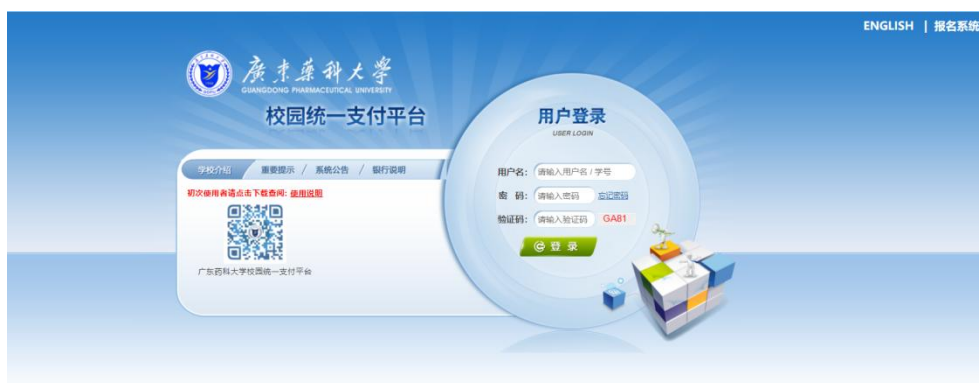 ENGLISH | 报名系统
廣東藥科大學
GUANGDONG PHARMACEUTICAL UNIVERSITY
校园统一支付平台
用户登录
USER LOGIN
学校介绍 / 重要提示 / 系统公告 / 银行说明
初次使用者请点击下载查阅: 使用说明
广东药科大学校园统一支付平台
用户名: 请输入用户名 / 学号
密 码: 请输入密码 忘记密码
验证码: 请输入验证码 GA81
登 录